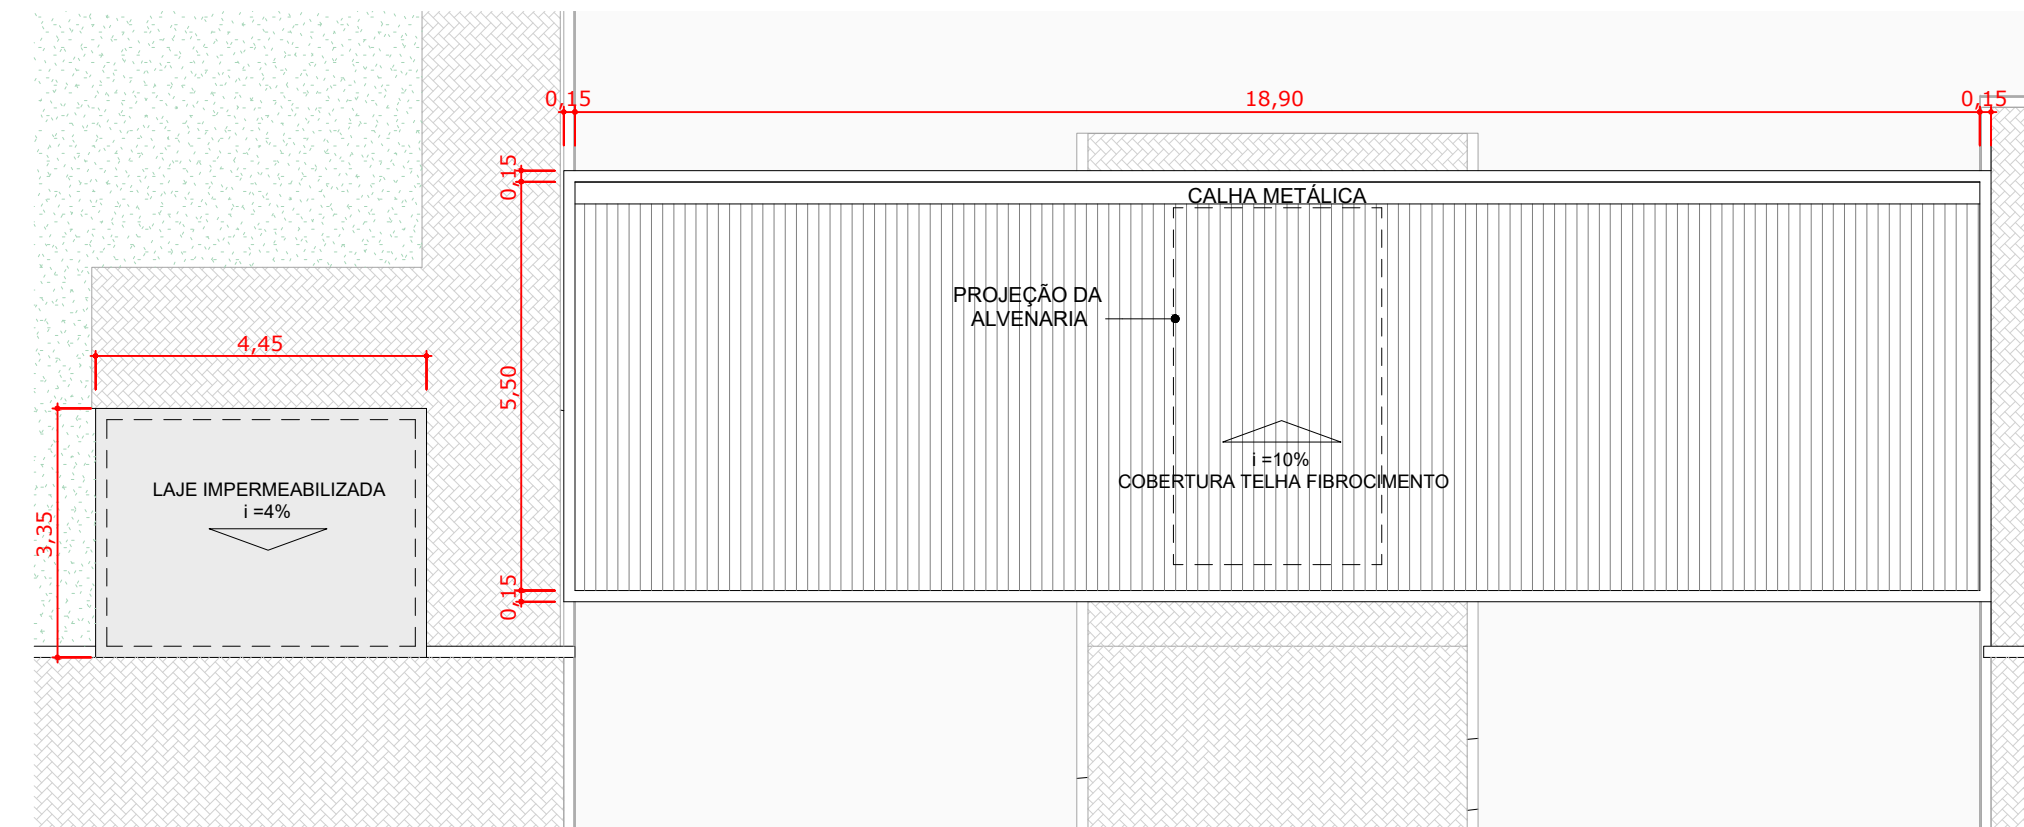 0,15
18,90
0,15
0,15
CALHA METÁLICA
PROJEÇÃO DA
ALVENARIA
4,45
5,50
i =10%
COBERTURA TELHA FIBROCIMENTO
LAJE IMPERMEABILIZADA
i =4%
3,35
0,15